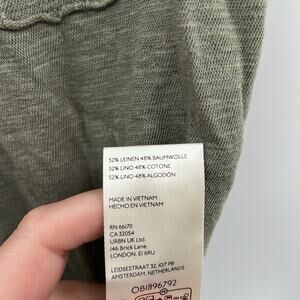 52% LEINEN 48% BAUMWOLLE
52% LINO 48% COTONE
52% LINO 48% ALGODÓN
MADE IN VIETNAM
HECHO EN VIETNAM
RN 66170
CA 32054
URBN UK Ltd.
146 Brick Lane.
LONDON. E1 6RU
LEIDSESTRAAT 32, 1017 PB
AMSTERDAM, NETHERLANDS
OB1896792